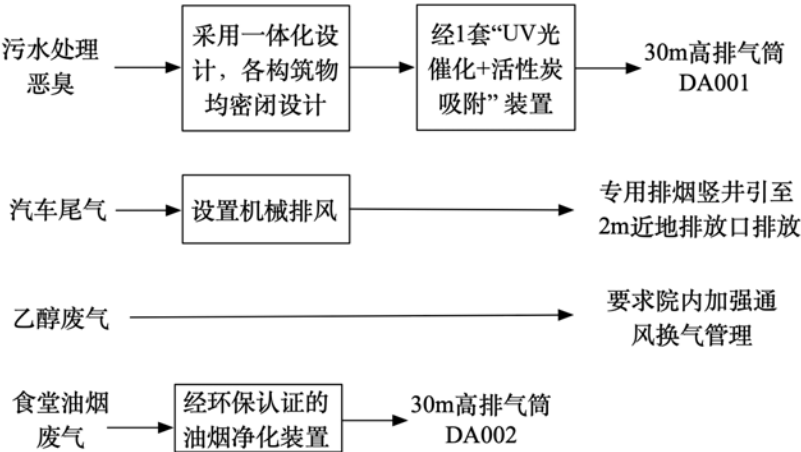 污水处理
恶臭
采用一体化设
计，各构筑物
均密闭设计
经1套“UV光
催化+活性炭
吸附”装置
30m高排气筒
DA001
汽车尾气
设置机械排风
专用排烟竖井引至
2m近地排放口排放
乙醇废气
要求院内加强通
风换气管理
食堂油烟
废气
经环保认证的
油烟净化装置
30m高排气筒
DA002